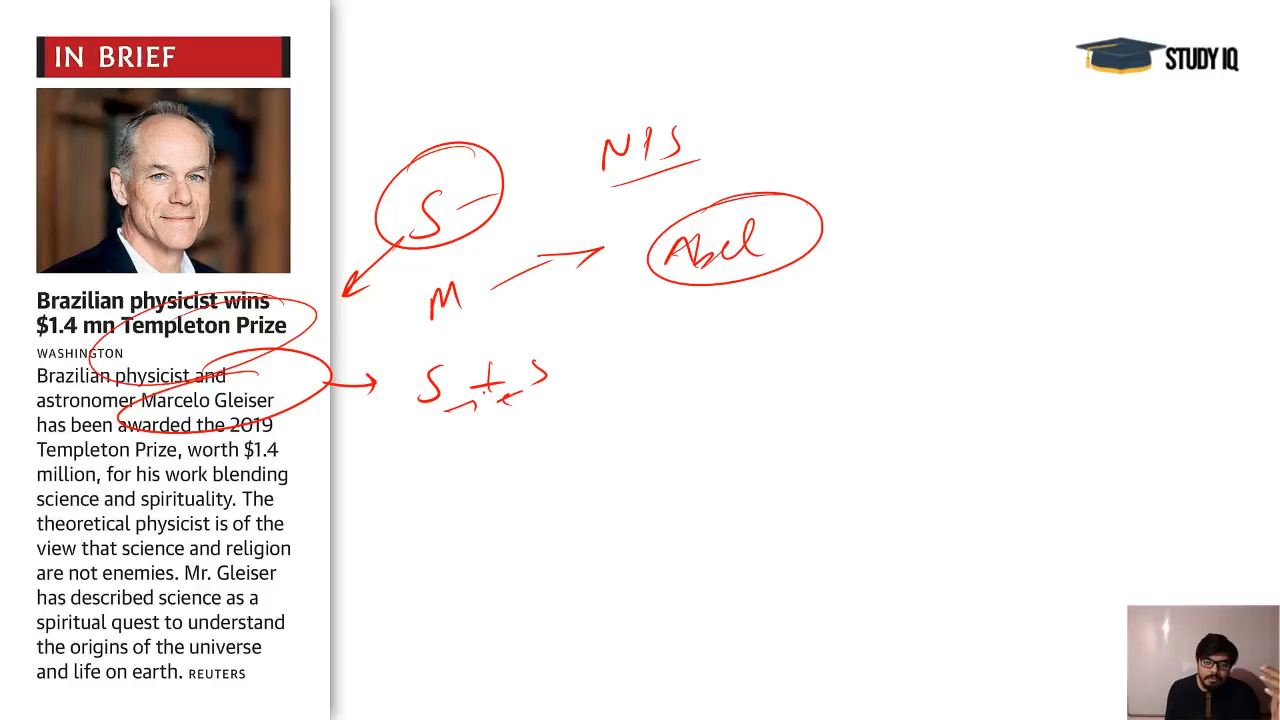 IN BRIEF
STUDY IQ
Brazilian physicist wins
$1.4 mn Templeton Prize
WASHINGTON
Brazilian physicist and
astronomer Marcelo Gleiser
has been awarded the 2019
Templeton Prize, worth $1.4
million, for his work blending
science and spirituality. The
theoretical physicist is of the
view that science and religion
are not enemies. Mr. Gleiser
has described science as a
spiritual quest to understand
the origins of the universe
and life on earth. REUTERS
S
M
Abel
S + S